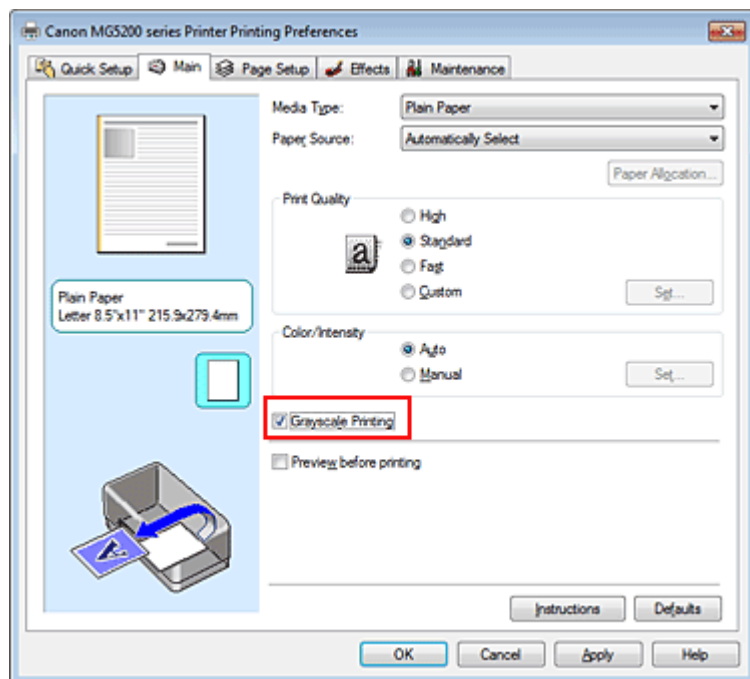 Canon MG5200 series Printer Printing Preferences
Quick Setup Main Page Setup Effects Maintenance
Media Type: Plain Paper
Paper Source: Automatically Select
Paper Allocation...
Print Quality
High
Standard
Fast
Custom Set...
Plain Paper
Letter 8.5"x11" 215.9x279.4mm
Color/Intensity
Auto
Manual Set...
Grayscale Printing
Preview before printing
Instructions Defaults
OK Cancel Apply Help